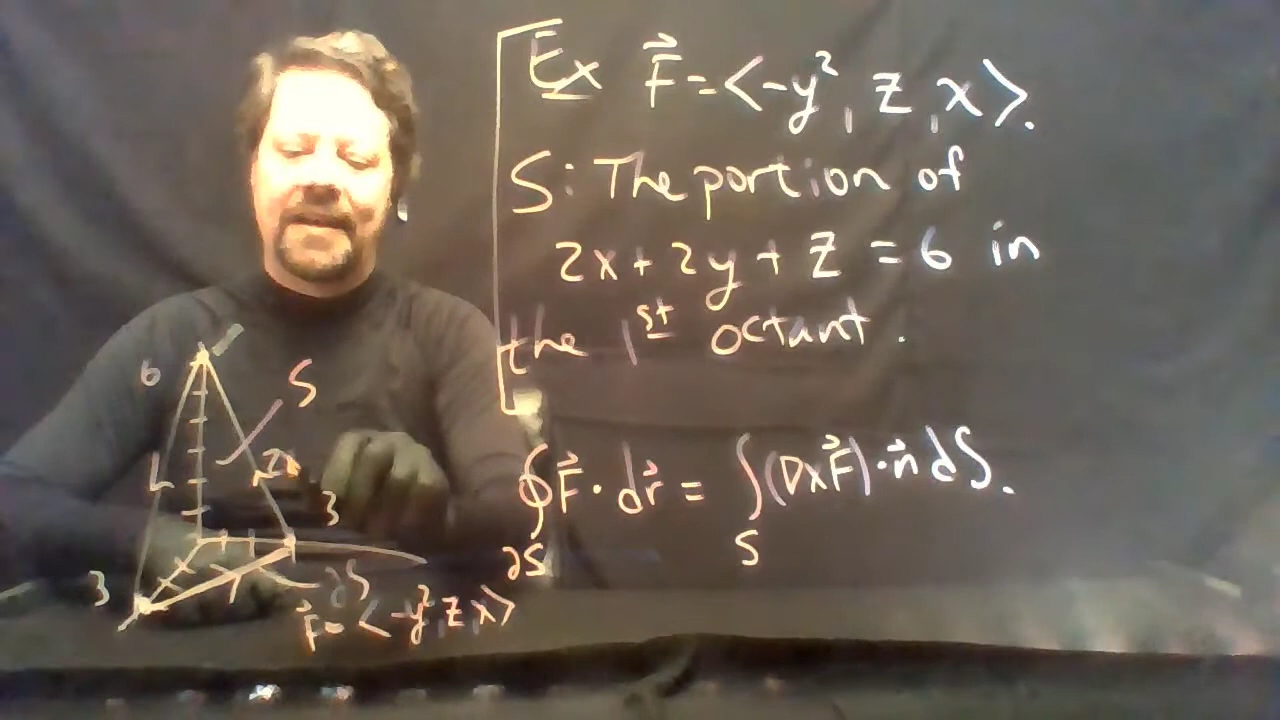 Ex F⃗ = <-y², z, x>.
S: The portion of
2x + 2y + z = 6 in
the 1st octant.
∮∂S F⃗ · dr⃗ = ∫S (∇×F⃗) · n⃗ dS.
6
S
3
3
∂S
F⃗ = <-y², z, x>